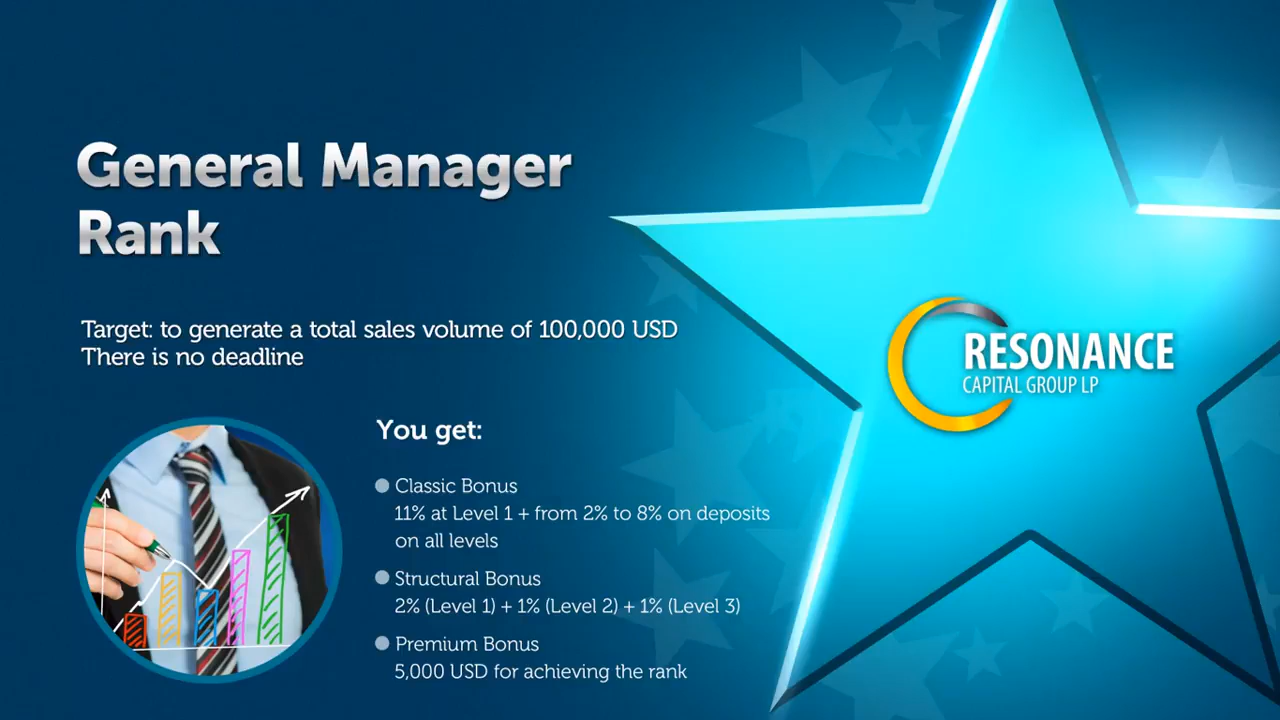 General Manager
Rank
Target: to generate a total sales volume of 100,000 USD
There is no deadline
You get:
Classic Bonus
11% at Level 1 + from 2% to 8% on deposits
on all levels
Structural Bonus
2% (Level 1) + 1% (Level 2) + 1% (Level 3)
Premium Bonus
5,000 USD for achieving the rank
RESONANCE
CAPITAL GROUP LP